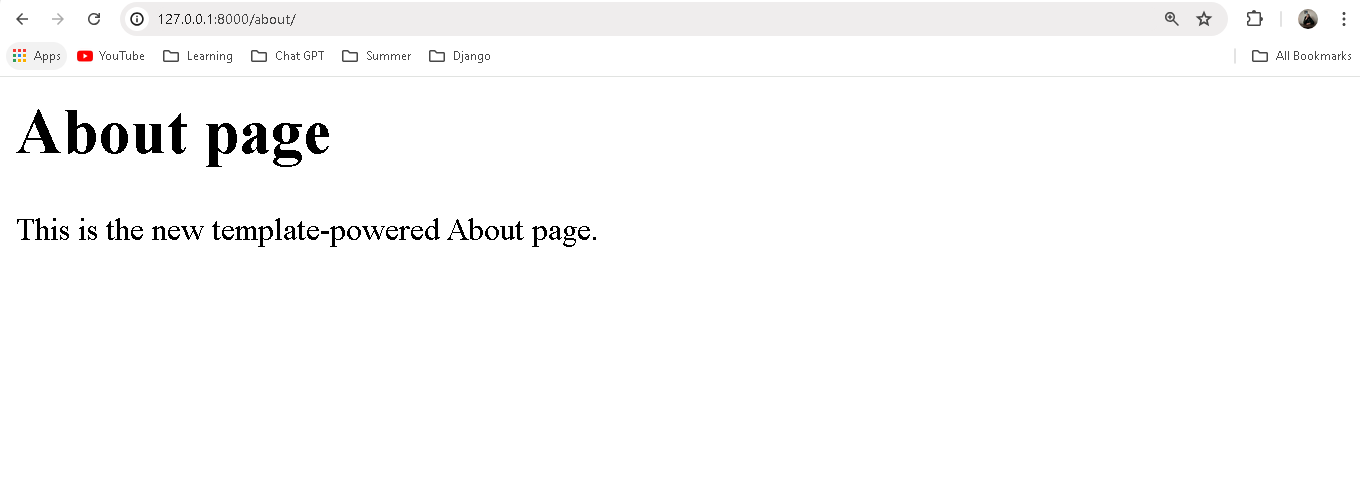 127.0.0.1:8000/about/
Apps YouTube Learning Chat GPT Summer Django All Bookmarks
About page
This is the new template-powered About page.